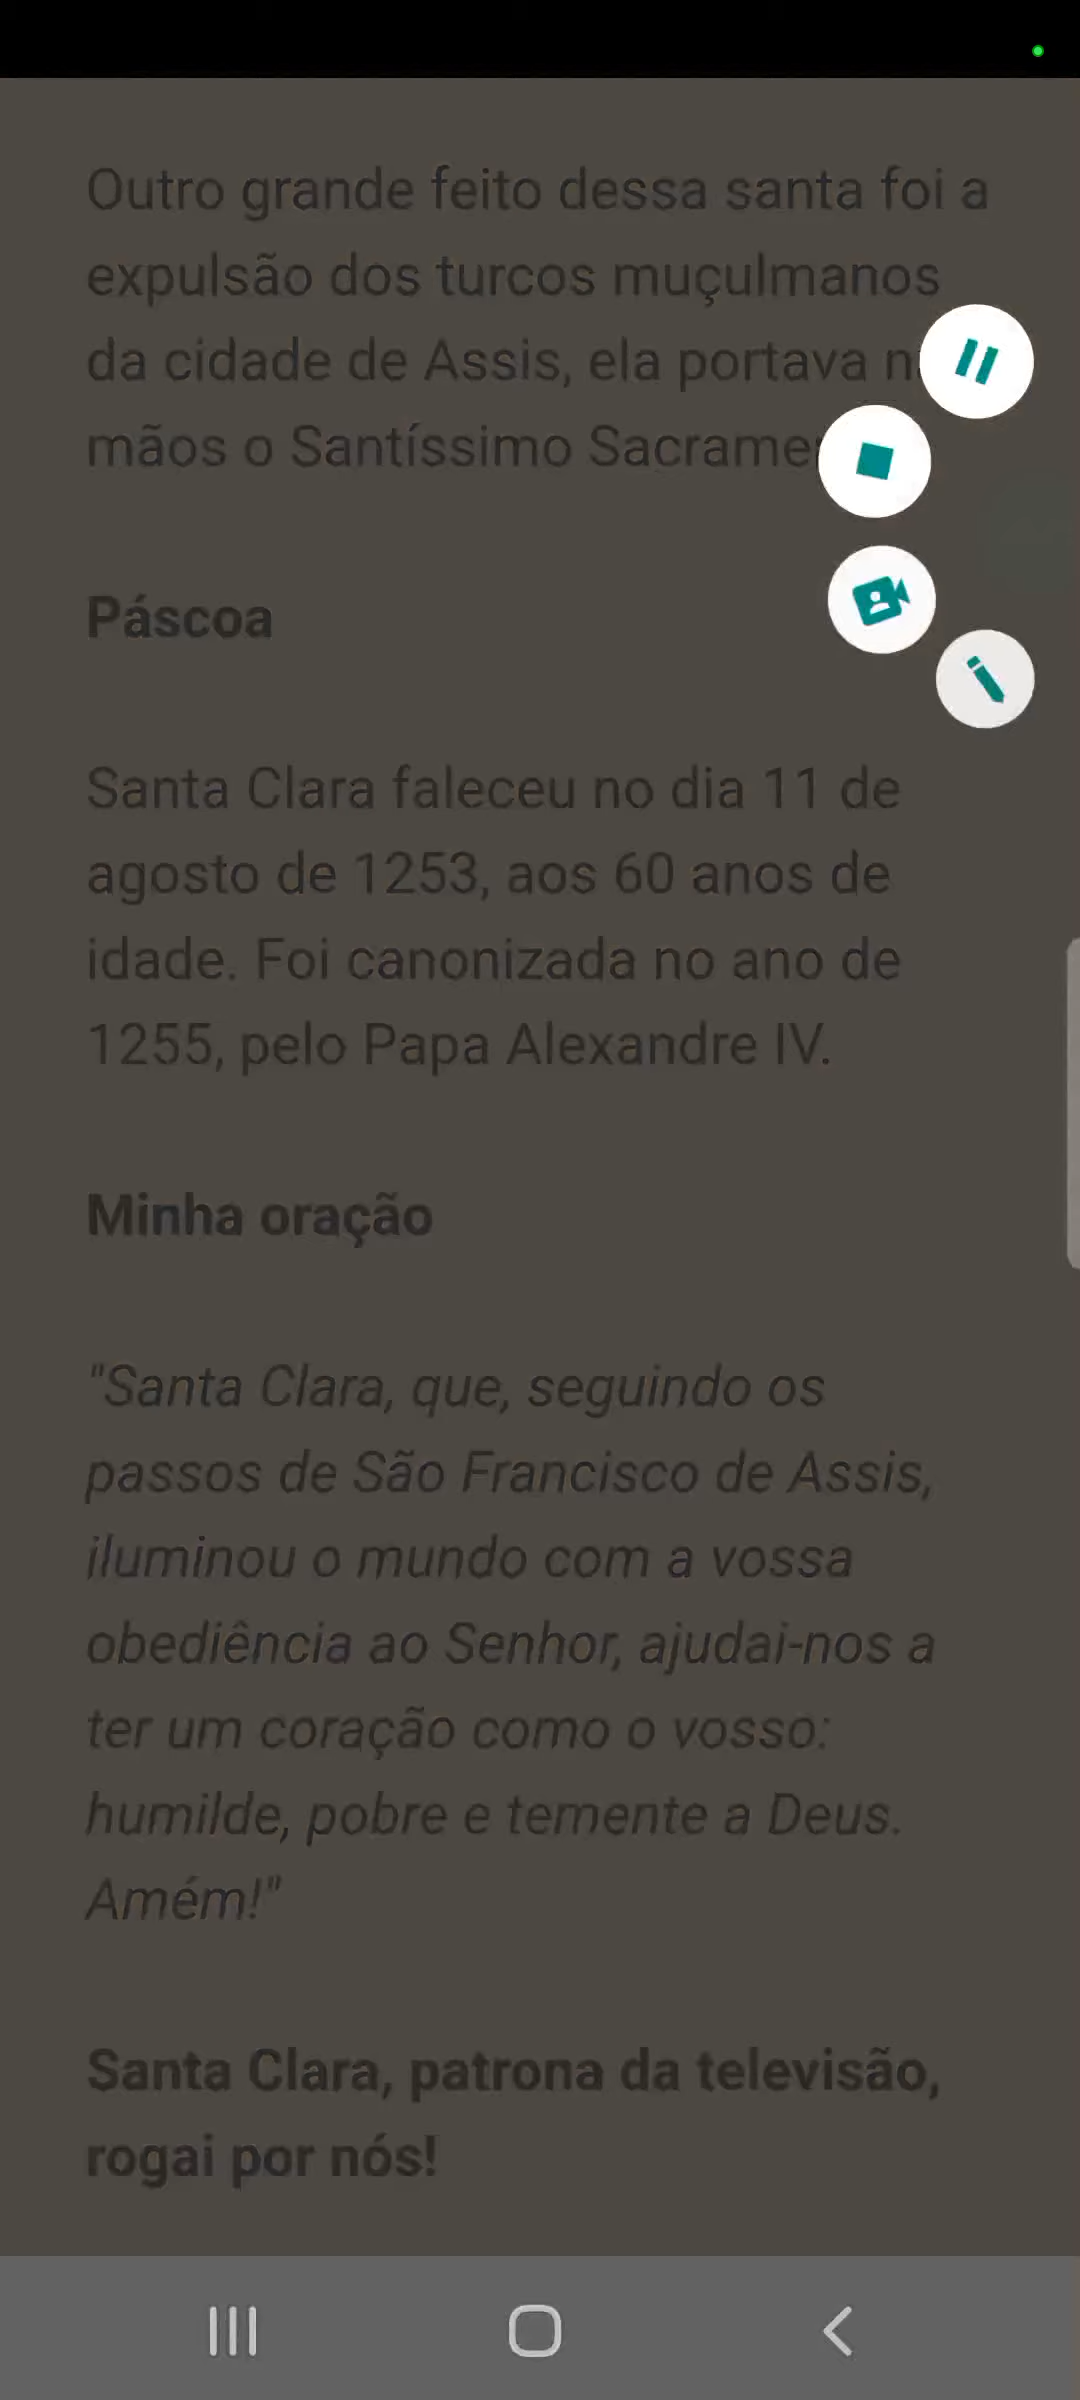 Outro grande feito dessa santa foi a
expulsão dos turcos muçulmanos
da cidade de Assis, ela portava
mãos o Santíssimo
Páscoa
Santa Clara faleceu no dia 11 de
agosto de 1253, aos 60 anos de
idade. Foi canonizada no ano de
1255, pelo Papa Alexandre IV.
Minha oração
"Santa Clara, que, seguindo os
passos de São Francisco de Assis,
iluminou o mundo com a vossa
obediência ao Senhor, ajudai-nos a
ter um coração como o vosso:
humilde, pobre e temente a Deus.
Amém!"
Santa Clara, patrona da televisão,
rogai por nós!